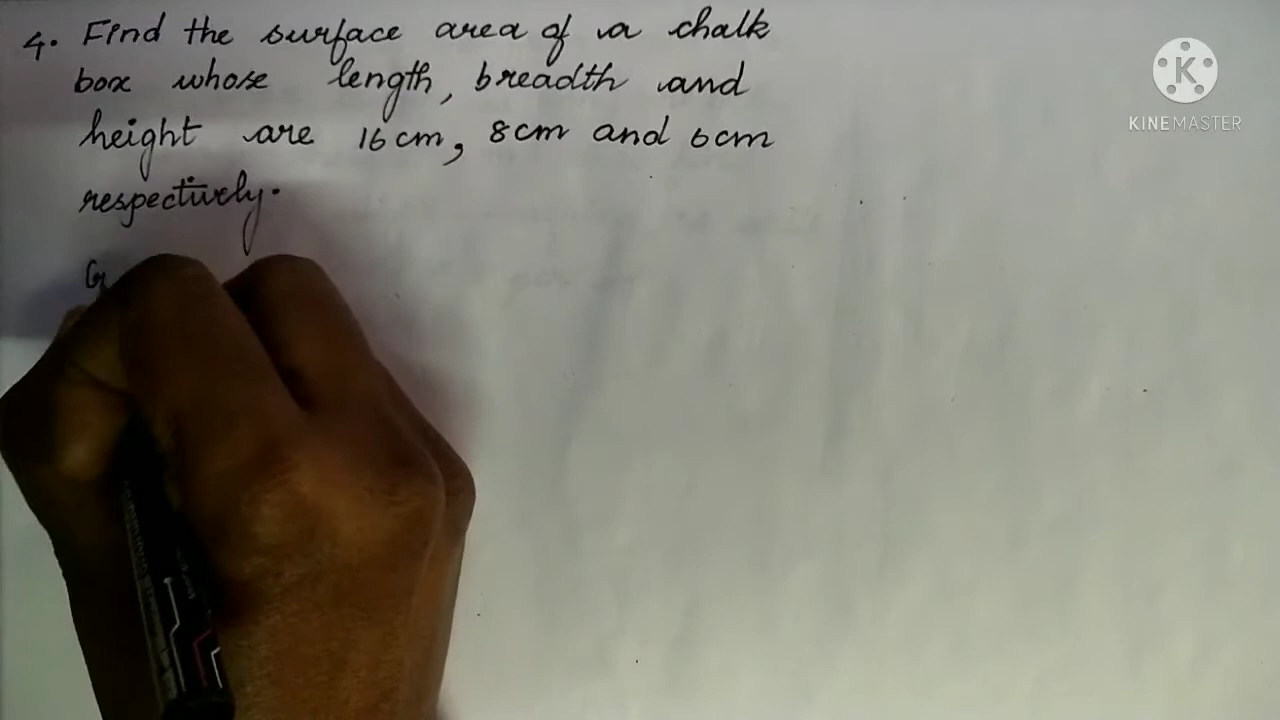 4. Find the surface area of a chalk
box whose length, breadth and
height are 16 cm, 8 cm and 6 cm
respectively.
G
K
KINEMASTER